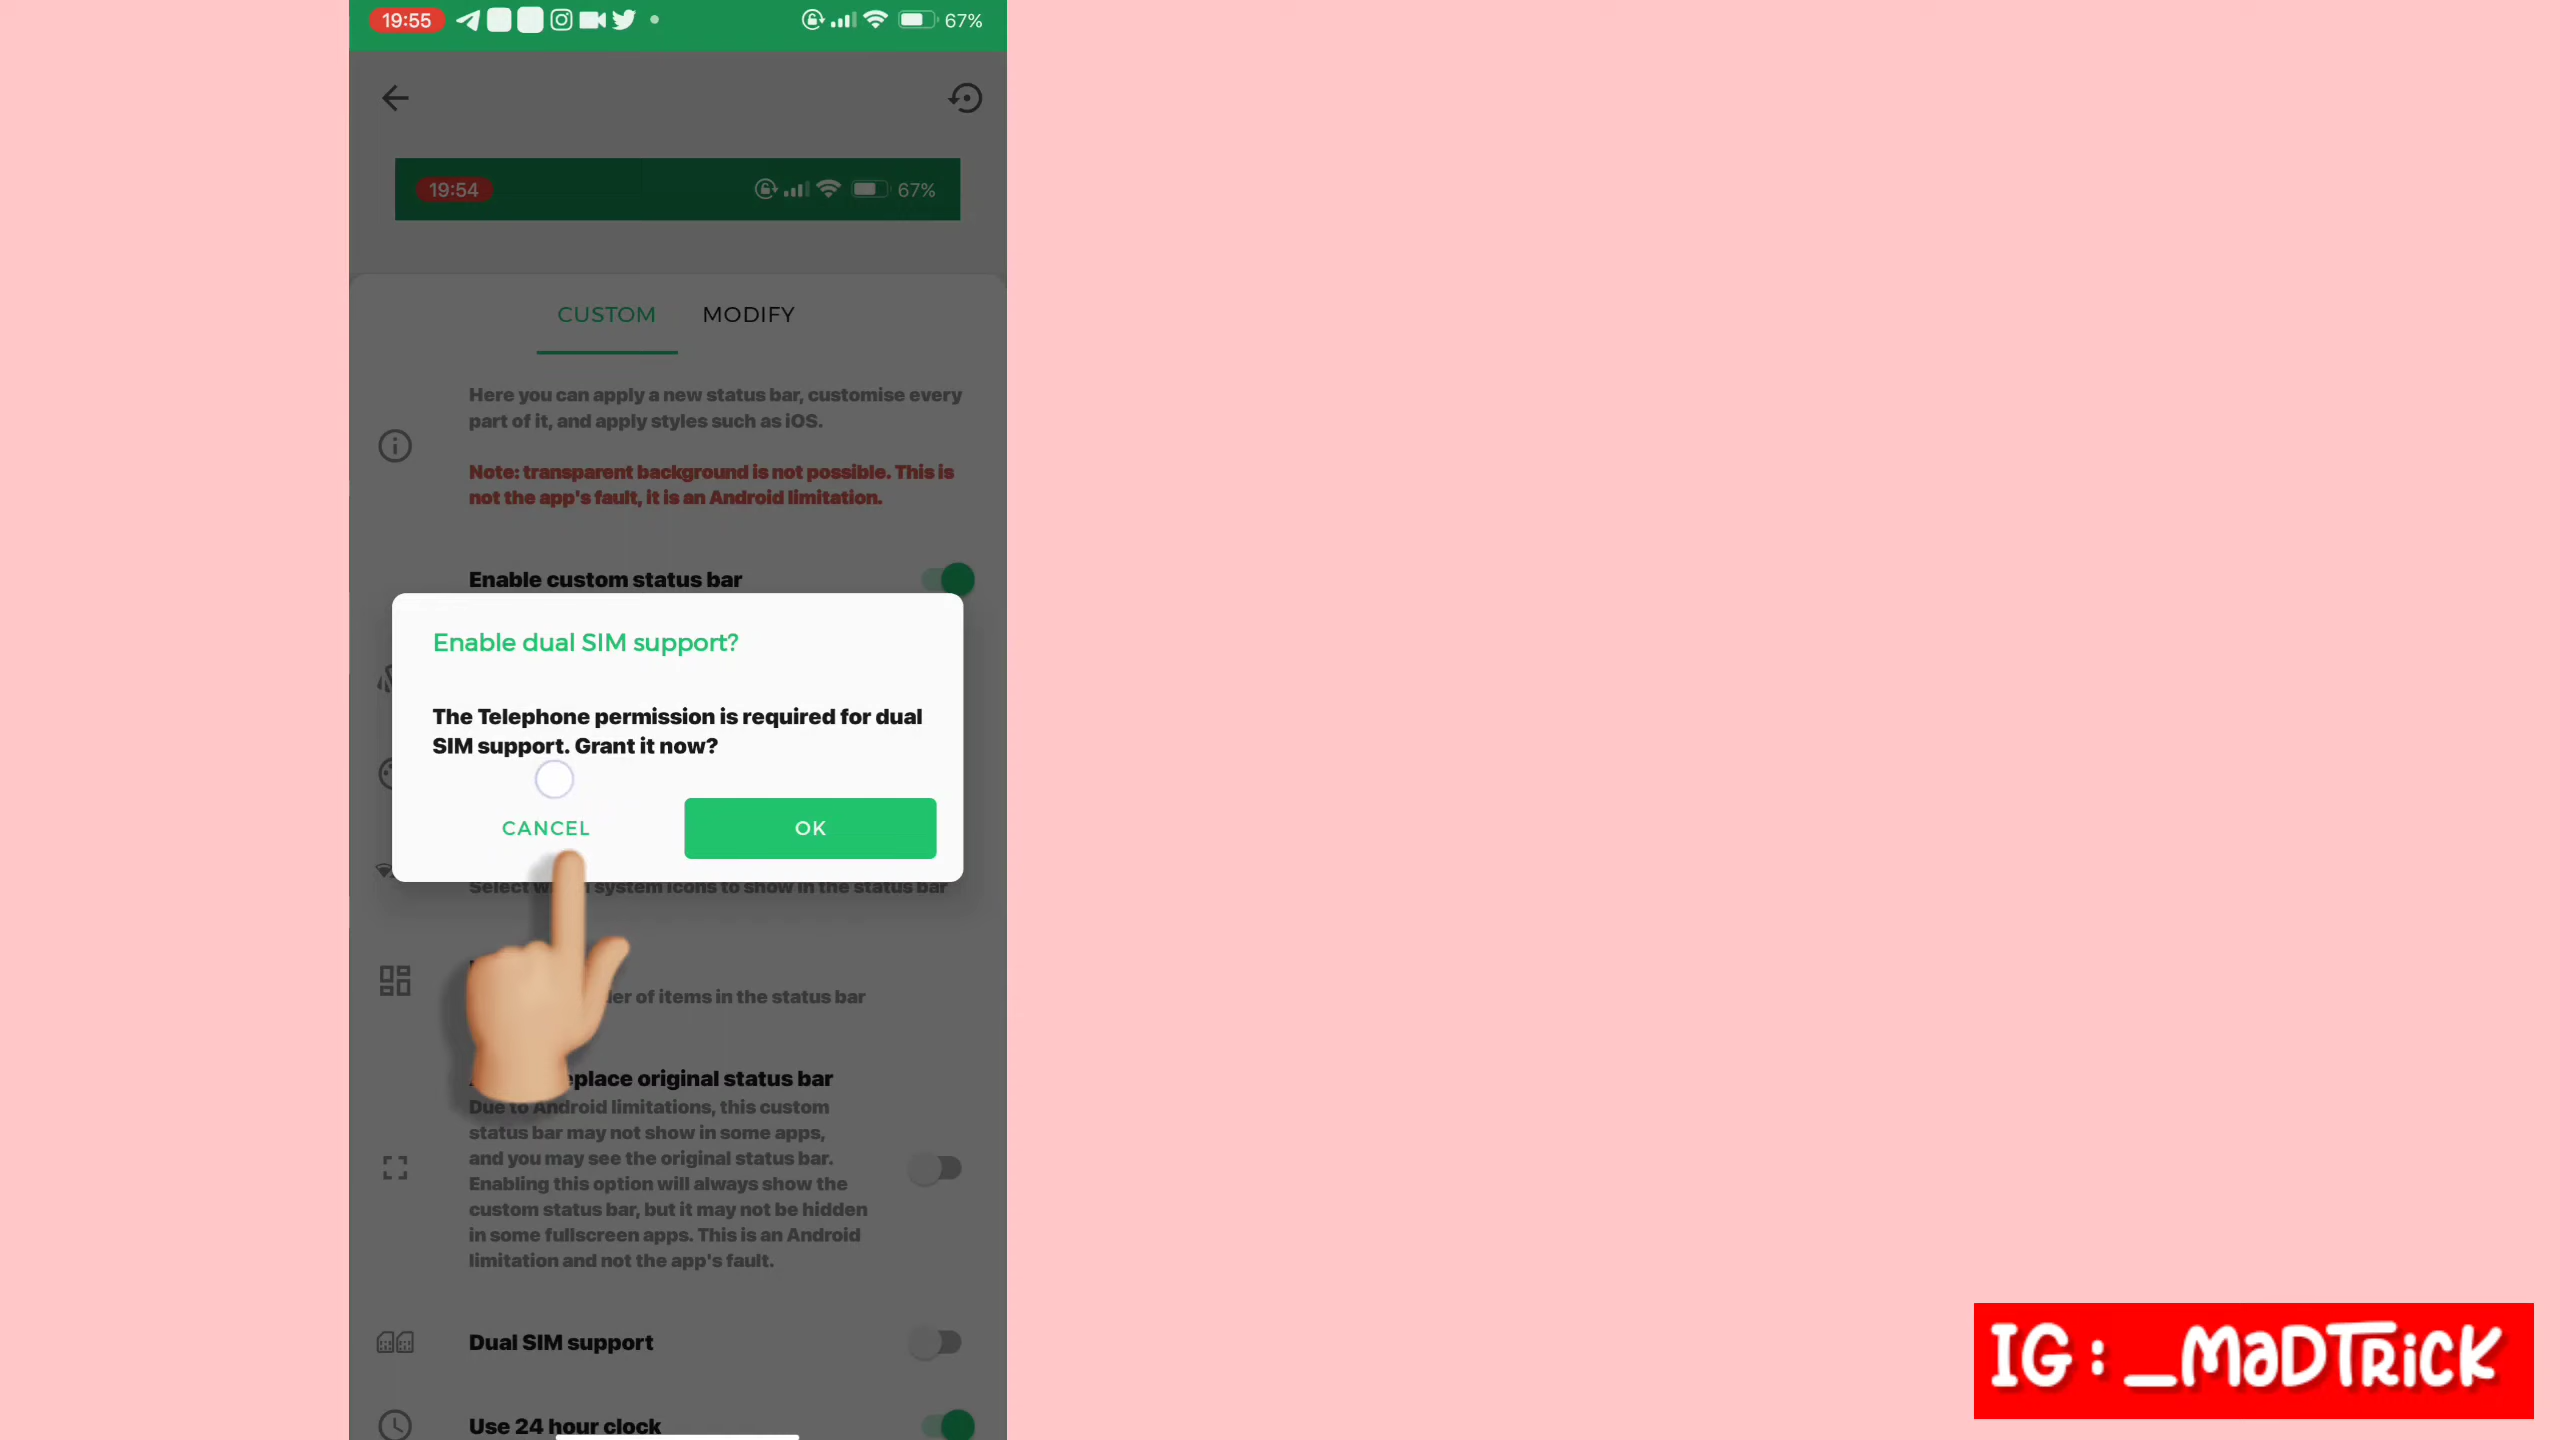 19:55
67%
19:54
67%
CUSTOM
MODIFY
Here you can apply a new status bar, customise every
part of it, and apply styles such as iOS.
Note: transparent background is not possible. This is
not the app's fault, it is an Android limitation.
Enable custom status bar
Enable dual SIM support?
The Telephone permission is required for dual
SIM support. Grant it now?
CANCEL
OK
Select system icons to show in the status bar
of items in the status bar
original status bar
Due to Android limitations, this custom
status bar may not show in some apps,
and you may see the original status bar.
Enabling this option will always show the
custom status bar, but it may not be hidden
in some fullscreen apps. This is an Android
limitation and not the app's fault.
Dual SIM support
Use 24 hour clock
IG : _MaDTRiCK